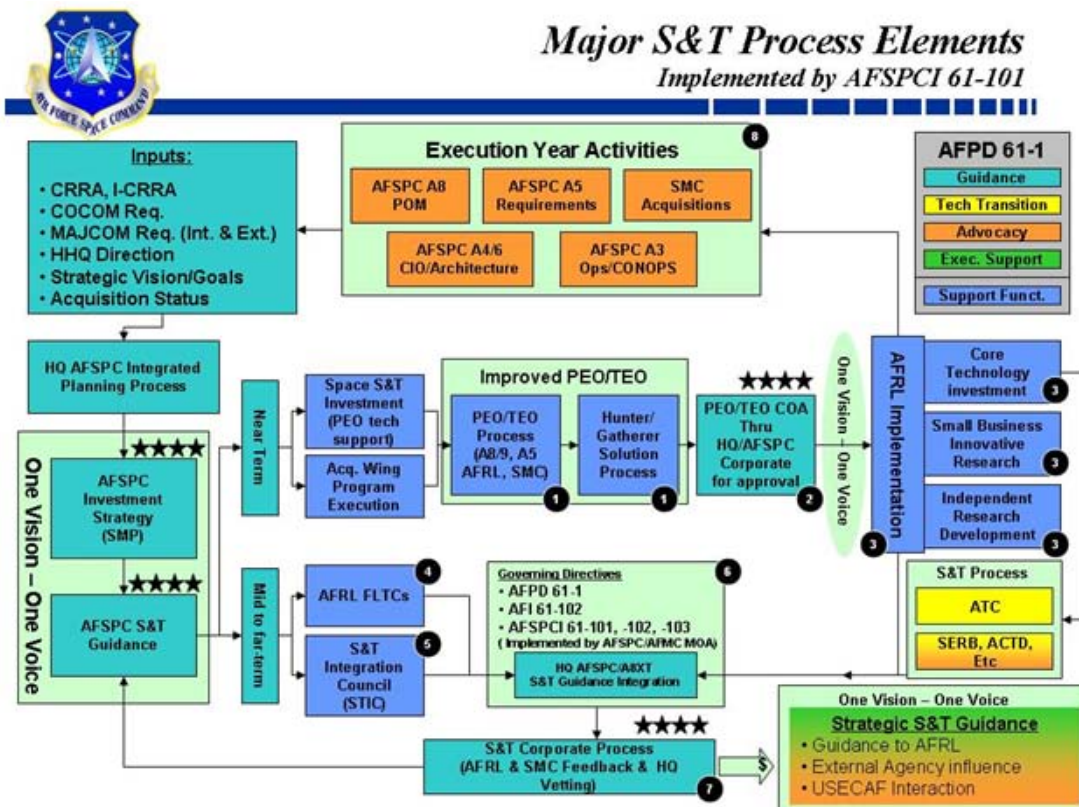 Major S&T Process Elements
Implemented by AFSPCI 61-101
AIR FORCE SPACE COMMAND
Inputs:
• CRRA, I-CRRA
• COCOM Req.
• MAJCOM Req. (Int. & Ext.)
• HHQ Direction
• Strategic Vision/Goals
• Acquisition Status
8
Execution Year Activities
AFSPC A8
POM
AFSPC A5
Requirements
SMC
Acquisitions
AFSPC A4/6
CIO/Architecture
AFSPC A3
Ops/CONOPS
AFPD 61-1
Guidance
Tech Transition
Advocacy
Exec. Support
Support Funct.
HQ AFSPC Integrated
Planning Process
One Vision – One Voice
AFSPC
Investment
Strategy
(SMP)
AFSPC S&T
Guidance
Near Term
Space S&T
Investment
(PEO tech
support)
Acq. Wing
Program
Execution
Improved PEO/TEO
PEO/TEO
Process
(A8/9, A5
AFRL, SMC)
1
Hunter/
Gatherer
Solution
Process
1
PEO/TEO COA
Thru
HQ/AFSPC
Corporate
for approval
2
One Vision – One Voice
AFRL Implementation
3
Core
Technology
investment
3
Small Business
Innovative
Research
3
Independent
Research
Development
3
Mid to far-term
4
AFRL FLTCs
5
S&T
Integration
Council
(STIC)
6
Governing Directives
• AFPD 61-1
• AFI 61-102
• AFSPCI 61-101, -102, -103
( Implemented by AFSPC/AFMC MOA)
HQ AFSPC/A8XT
S&T Guidance Integration
S&T Process
ATC
SERB, ACTD,
Etc
S&T Corporate Process
(AFRL & SMC Feedback & HQ
Vetting)
7
$
One Vision – One Voice
Strategic S&T Guidance
• Guidance to AFRL
• External Agency influence
• USECAF Interaction